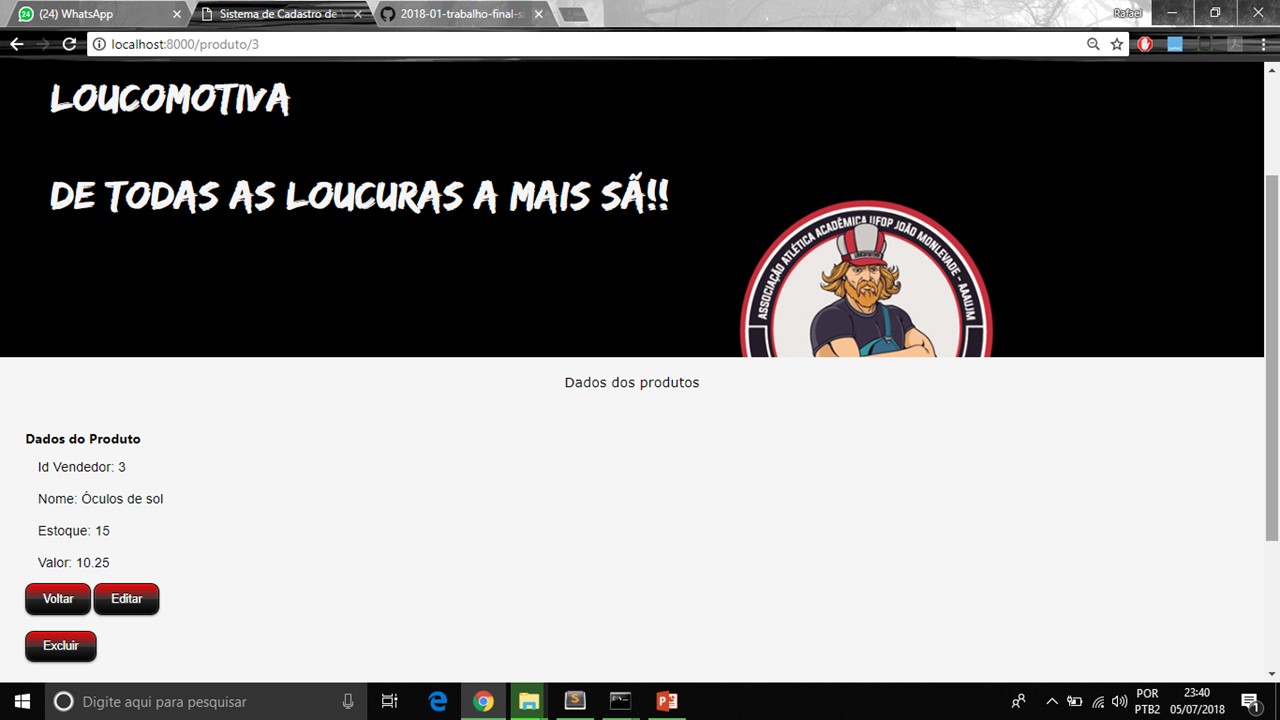 24
(24) WhatsApp
Sistema de Cadastro de
2018-01-trabalho-final-s
Rafael
localhost:8000/produto/3
LOUCOMOTIVA
DE TODAS AS LOUCURAS A MAIS SÃ!!
ASSOCIAÇÃO ATLÉTICA ACADÊMICA UFOP JOÃO MONLEVADE - AAAUJM
Dados dos produtos
Dados do Produto
Id Vendedor: 3
Nome: Óculos de sol
Estoque: 15
Valor: 10.25
Voltar Editar
Excluir
Digite aqui para pesquisar
POR
PTB2
23:40
05/07/2018
1